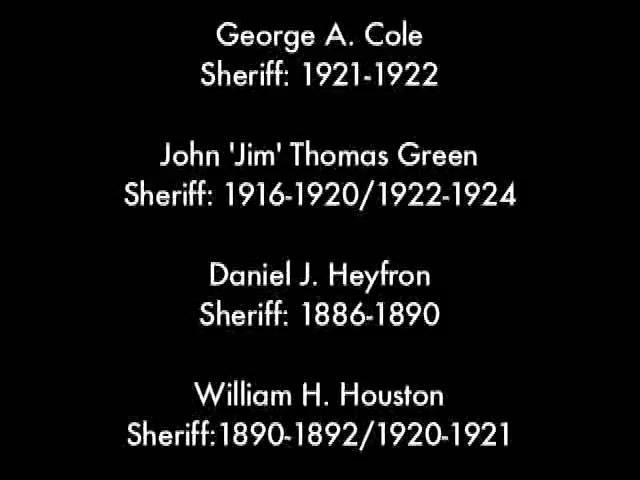 George A. Cole
Sheriff: 1921-1922
John 'Jim' Thomas Green
Sheriff: 1916-1920/1922-1924
Daniel J. Heyfron
Sheriff: 1886-1890
William H. Houston
Sheriff:1890-1892/1920-1921